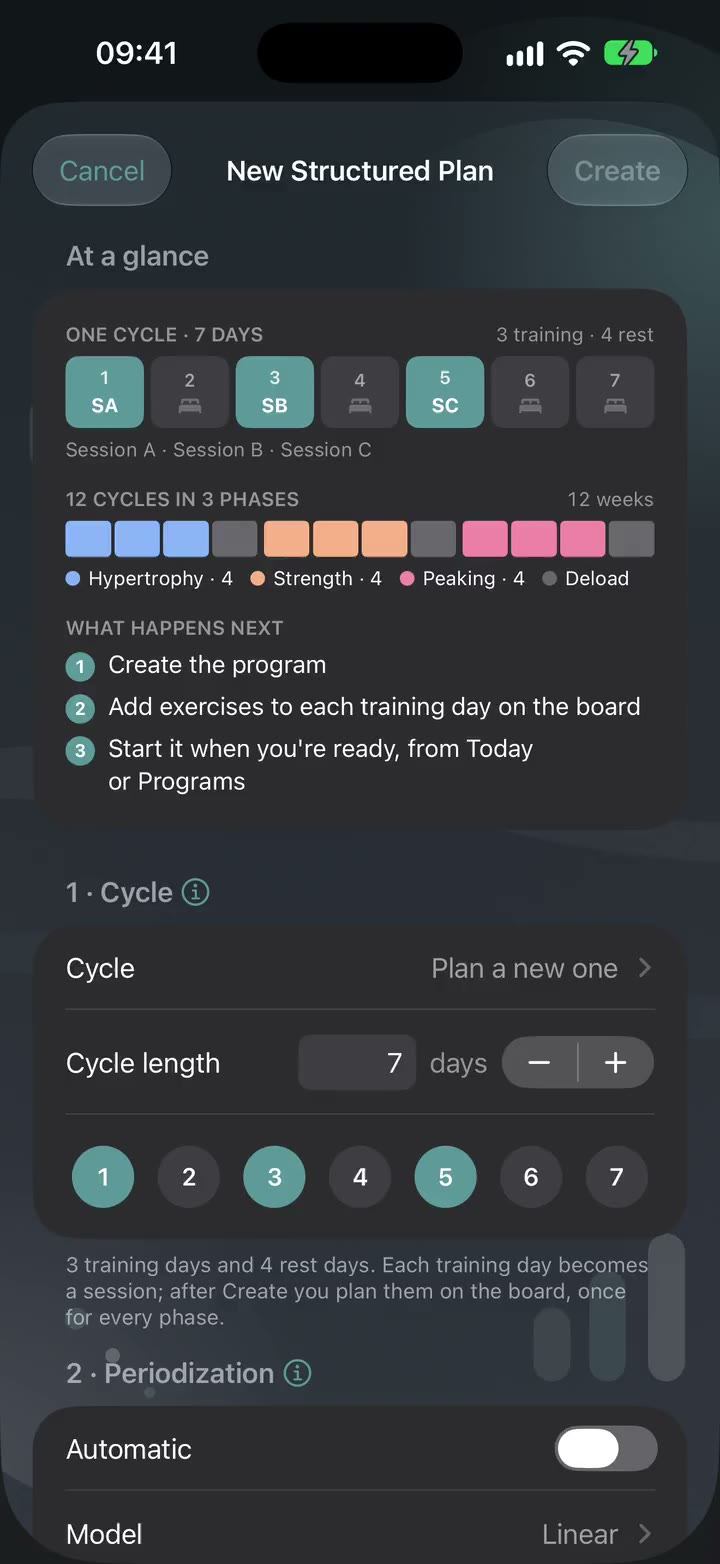 09:41
Cancel New Structured Plan Create
At a glance
ONE CYCLE · 7 DAYS 3 training · 4 rest
1 2 3 4 5 6 7
SA SB SC
Session A · Session B · Session C
12 CYCLES IN 3 PHASES 12 weeks
Hypertrophy · 4 Strength · 4 Peaking · 4 Deload
WHAT HAPPENS NEXT
1 Create the program
2 Add exercises to each training day on the board
3 Start it when you're ready, from Today
or Programs
1 · Cycle
Cycle Plan a new one
Cycle length 7 days − +
1 2 3 4 5 6 7
3 training days and 4 rest days. Each training day becomes
a session; after Create you plan them on the board, once
for every phase.
2 · Periodization
Automatic
Model Linear